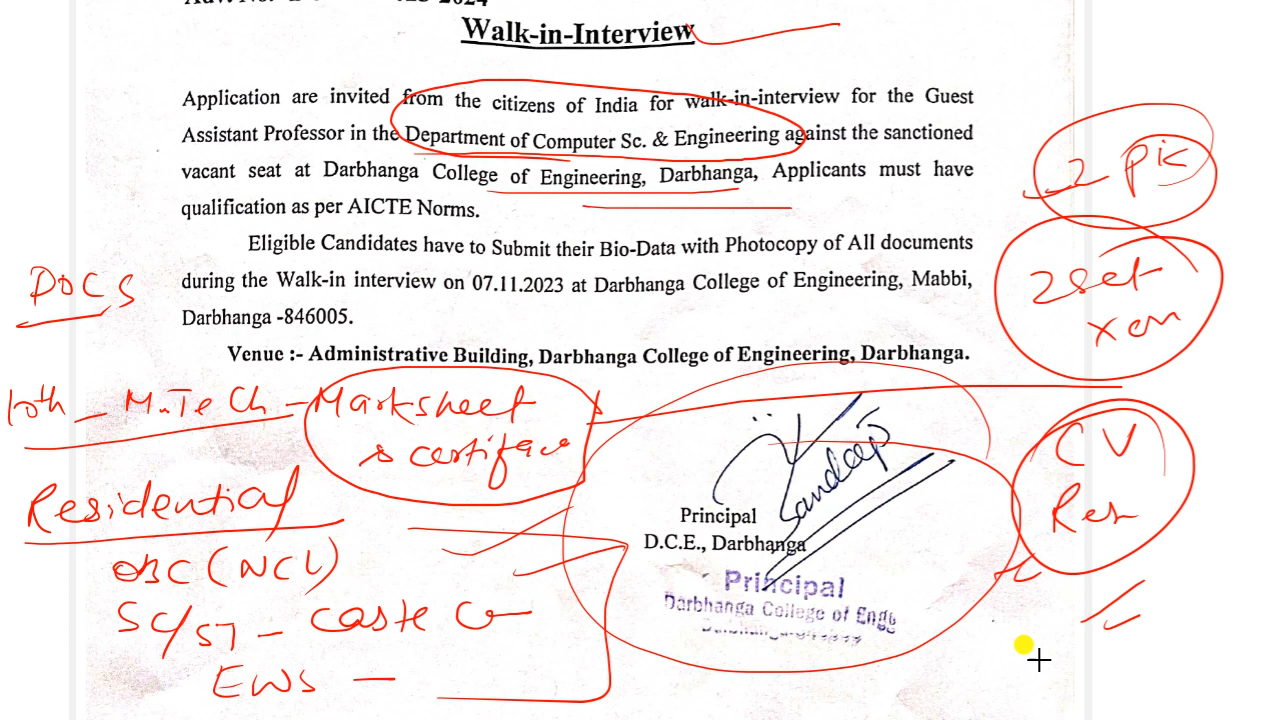 Walk-in-Interview
Application are invited from the citizens of India for walk-in-interview for the Guest
Assistant Professor in the Department of Computer Sc. & Engineering against the sanctioned
vacant seat at Darbhanga College of Engineering, Darbhanga, Applicants must have
qualification as per AICTE Norms.
Eligible Candidates have to Submit their Bio-Data with Photocopy of All documents
during the Walk-in interview on 07.11.2023 at Darbhanga College of Engineering, Mabbi,
Darbhanga -846005.
Venue :- Administrative Building, Darbhanga College of Engineering, Darbhanga.
Sandeep
Principal
D.C.E., Darbhanga
Principal
Darbhanga College of Engg
2 pic
2 set
CV
DOCS
10th - M.Tech - Marksheet
Residential
OBC (NCL)
SC/ST - Caste
EWS -